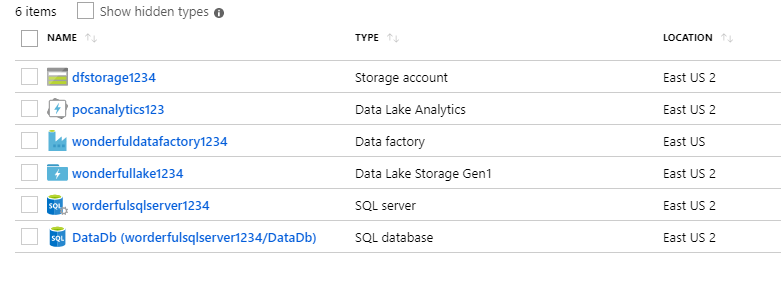 6 items Show hidden types
NAME TYPE LOCATION
dfstorage1234 Storage account East US 2
pocanalytics123 Data Lake Analytics East US 2
wonderfuldatafactory1234 Data factory East US
wonderfullake1234 Data Lake Storage Gen1 East US 2
SQL worderfulsqlserver1234 SQL server East US 2
SQL DataDb (worderfulsqlserver1234/DataDb) SQL database East US 2